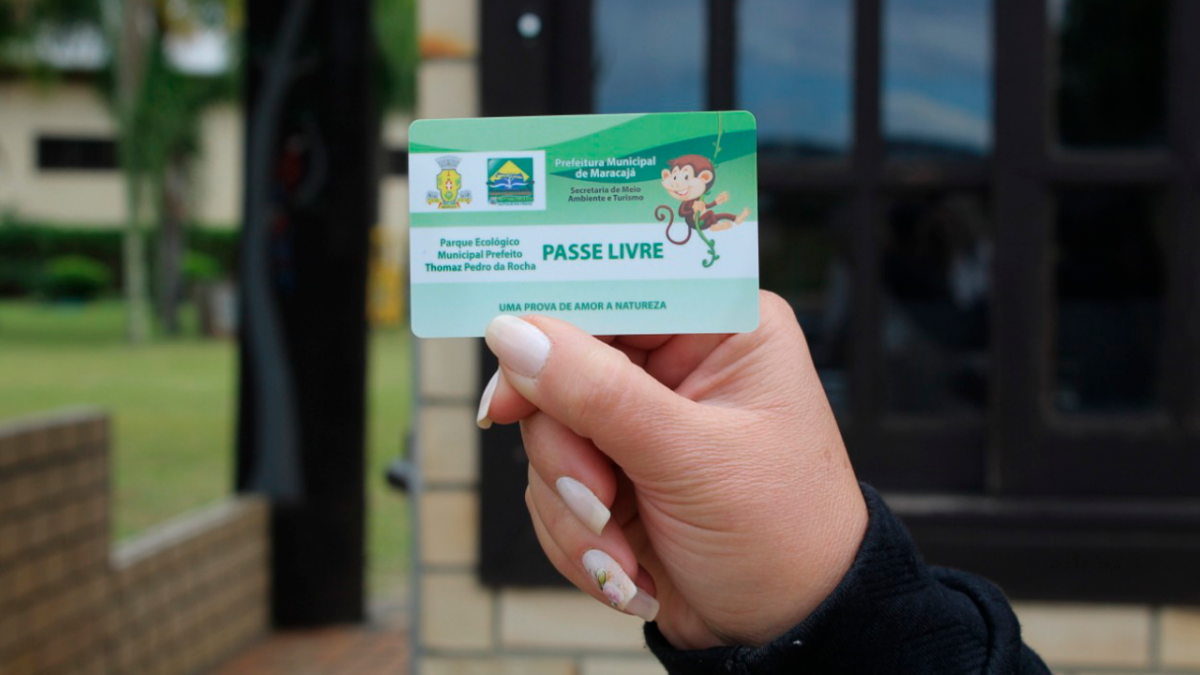 Prefeitura Municipal
de Maracajá
Secretaria de Meio
Ambiente e Turismo
Parque Ecológico
Municipal Prefeito
Thomaz Pedro da Rocha
PASSE LIVRE
UMA PROVA DE AMOR A NATUREZA